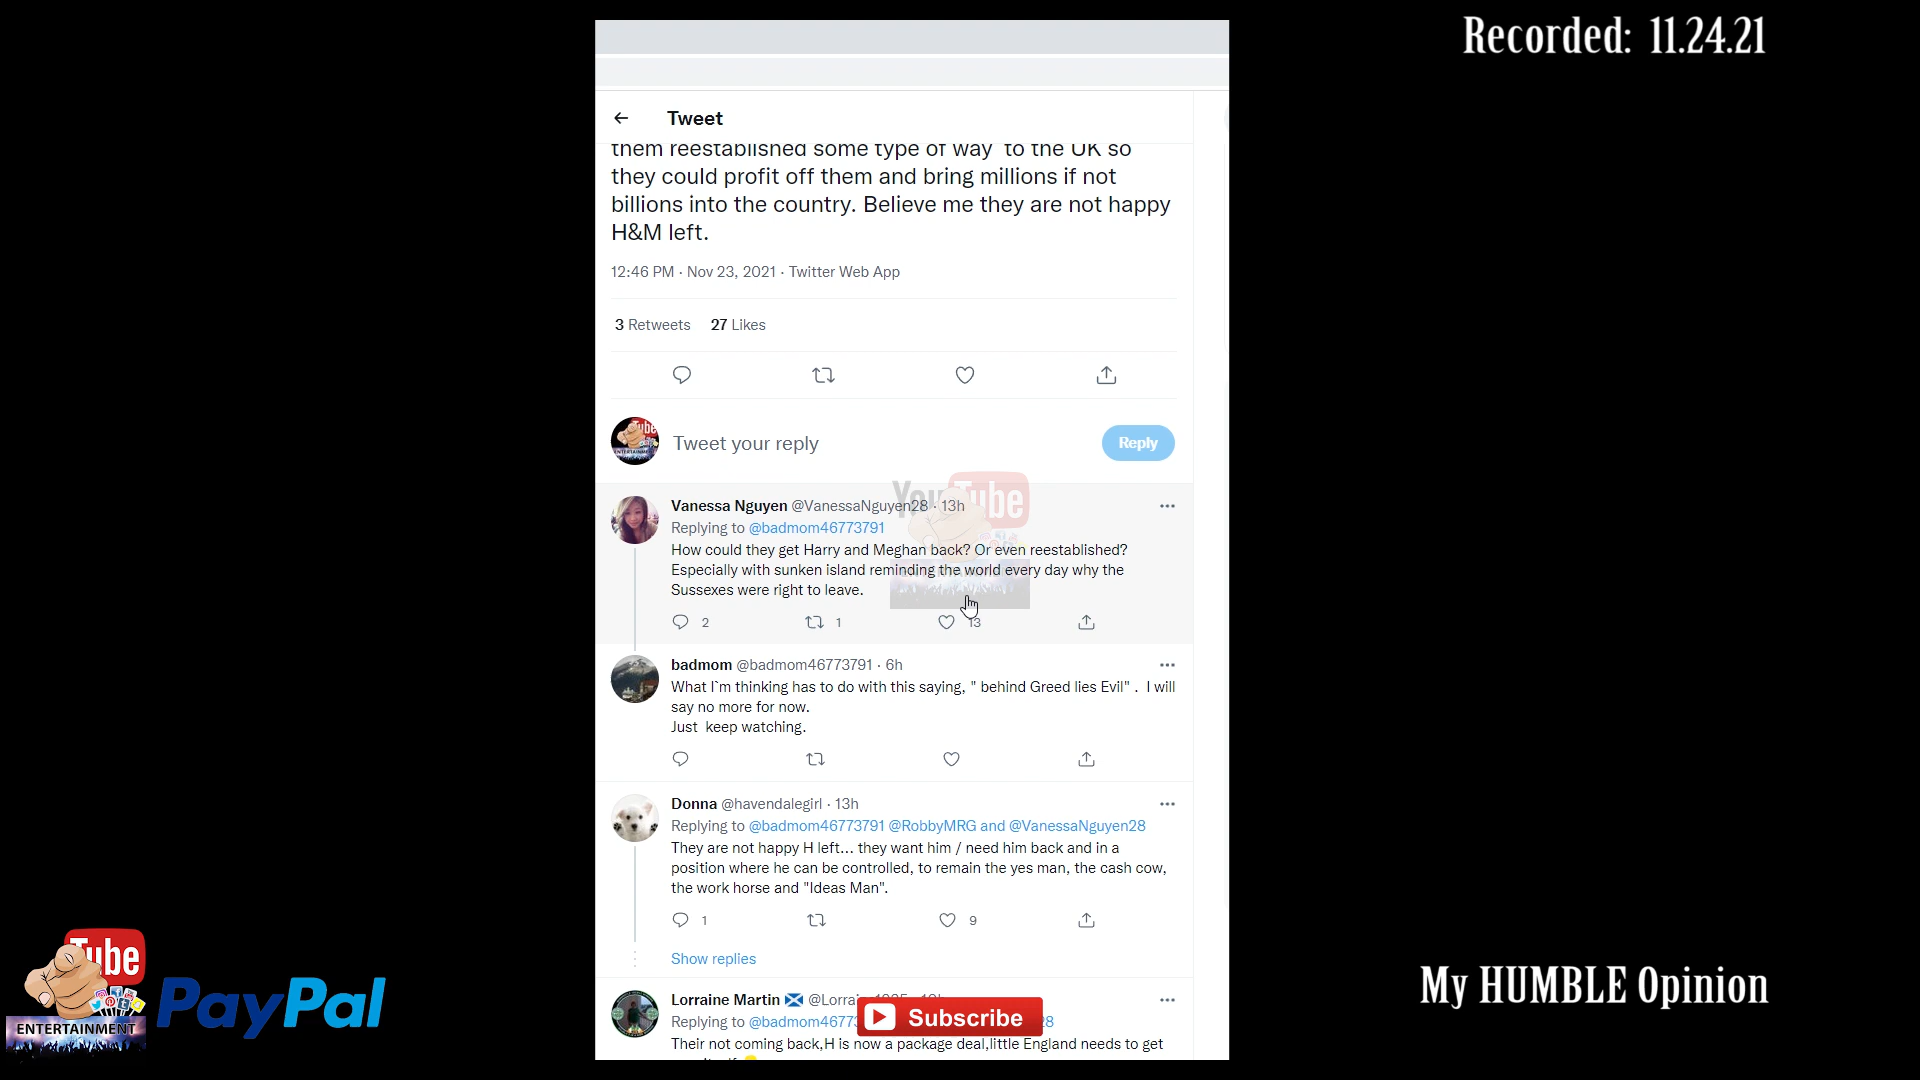 Recorded: 11.24.21
Tweet
them reestablished some type of way to the UK so
they could profit off them and bring millions if not
billions into the country. Believe me they are not happy
H&M left.
12:46 PM · Nov 23, 2021 · Twitter Web App
3 Retweets 27 Likes
Tweet your reply
Reply
YouTube
Vanessa Nguyen @VanessaNguyen28 · 13h
Replying to @badmom46773791
How could they get Harry and Meghan back? Or even reestablished?
Especially with sunken island reminding the world every day why the
Sussexes were right to leave.
2 1 13
badmom @badmom46773791 · 6h
What I`m thinking has to do with this saying, " behind Greed lies Evil" . I will
say no more for now.
Just keep watching.
Donna @havendalegirl · 13h
Replying to @badmom46773791 @RobbyMRG and @VanessaNguyen28
They are not happy H left... they want him / need him back and in a
position where he can be controlled, to remain the yes man, the cash cow,
the work horse and "Ideas Man".
1 9
Show replies
Lorraine Martin @Lorrai
Replying to @badmom4677
28
Their not coming back,H is now a package deal,little England needs to get
Subscribe
Tube
ENTERTAINMENT
PayPal
My HUMBLE Opinion